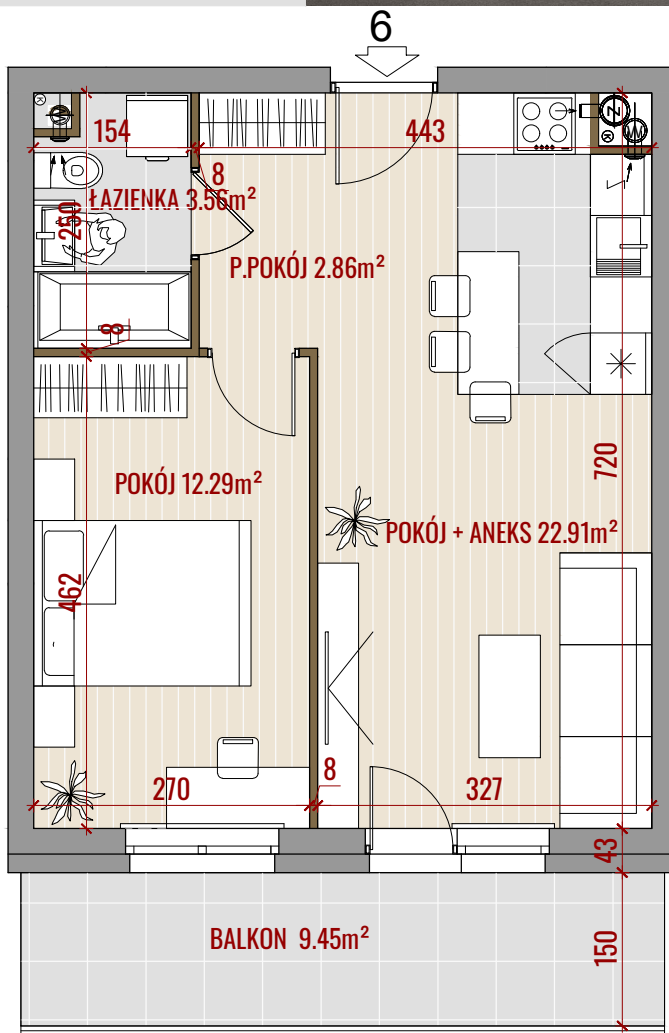 6
154
443
8
ŁAZIENKA 3.56m²
250
P.POKÓJ 2.86m²
8
POKÓJ 12.29m²
720
POKÓJ + ANEKS 22.91m²
462
270
8
327
43
BALKON 9.45m²
150